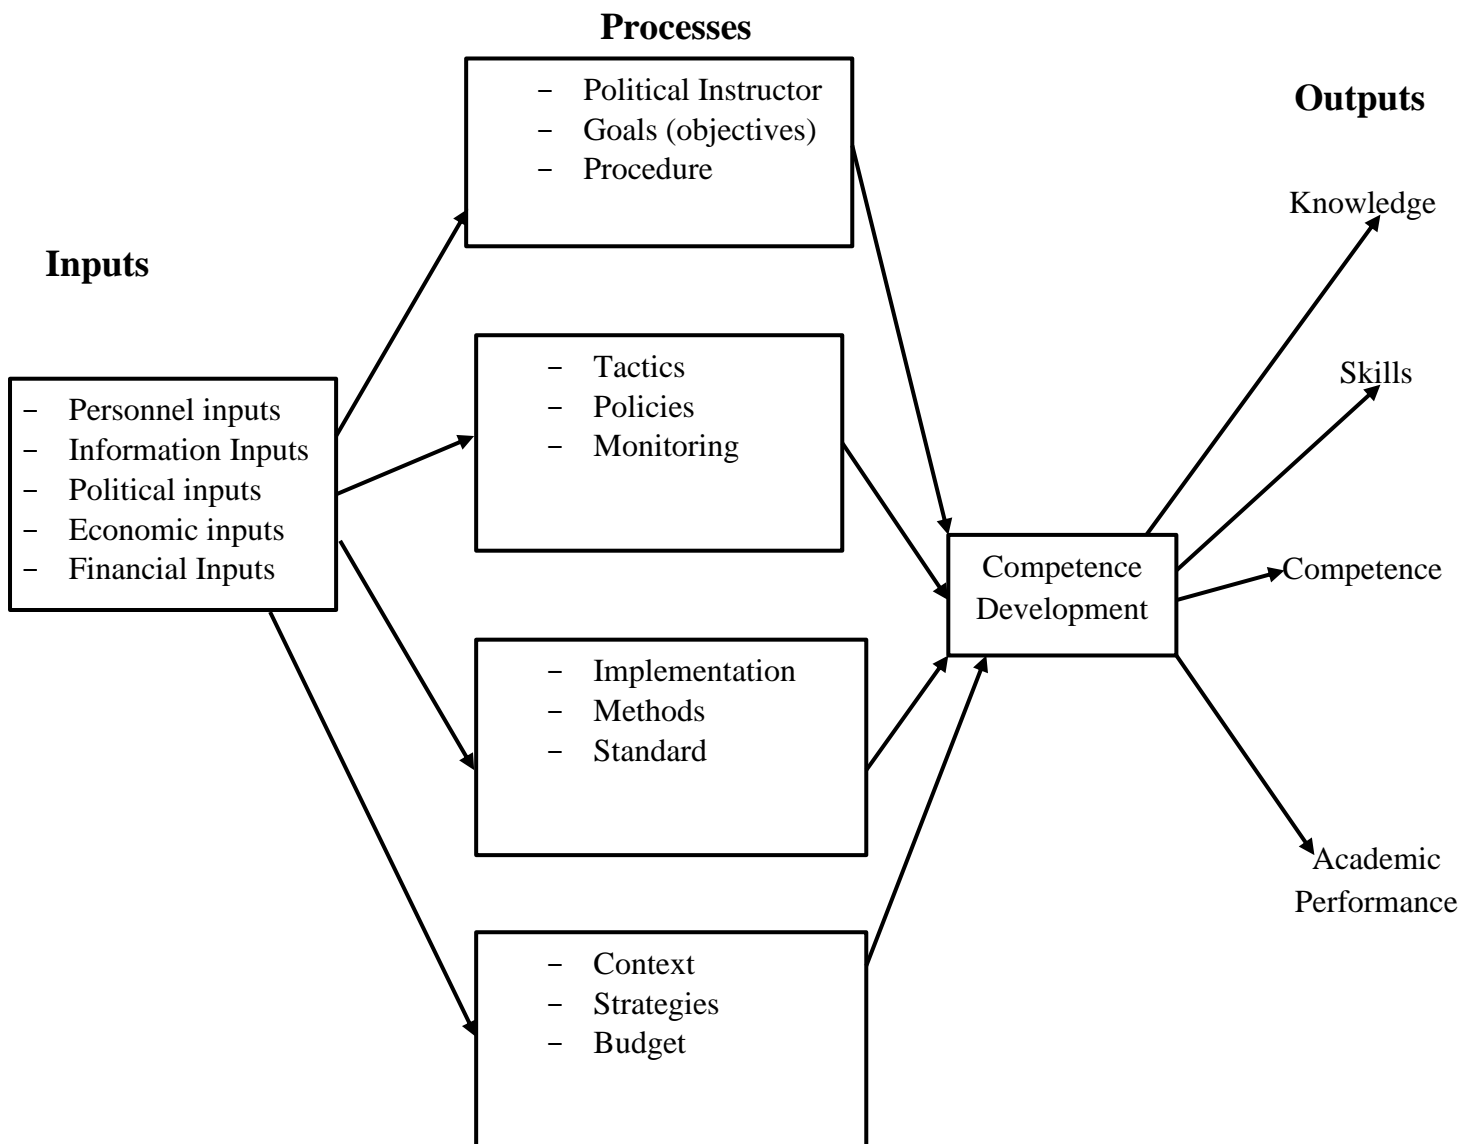 Processes
- Political Instructor
- Goals (objectives)
- Procedure
Inputs
- Personnel inputs
- Information Inputs
- Political inputs
- Economic inputs
- Financial Inputs
- Tactics
- Policies
- Monitoring
- Implementation
- Methods
- Standard
- Context
- Strategies
- Budget
Competence
Development
Outputs
Knowledge
Skills
Competence
Academic
Performance